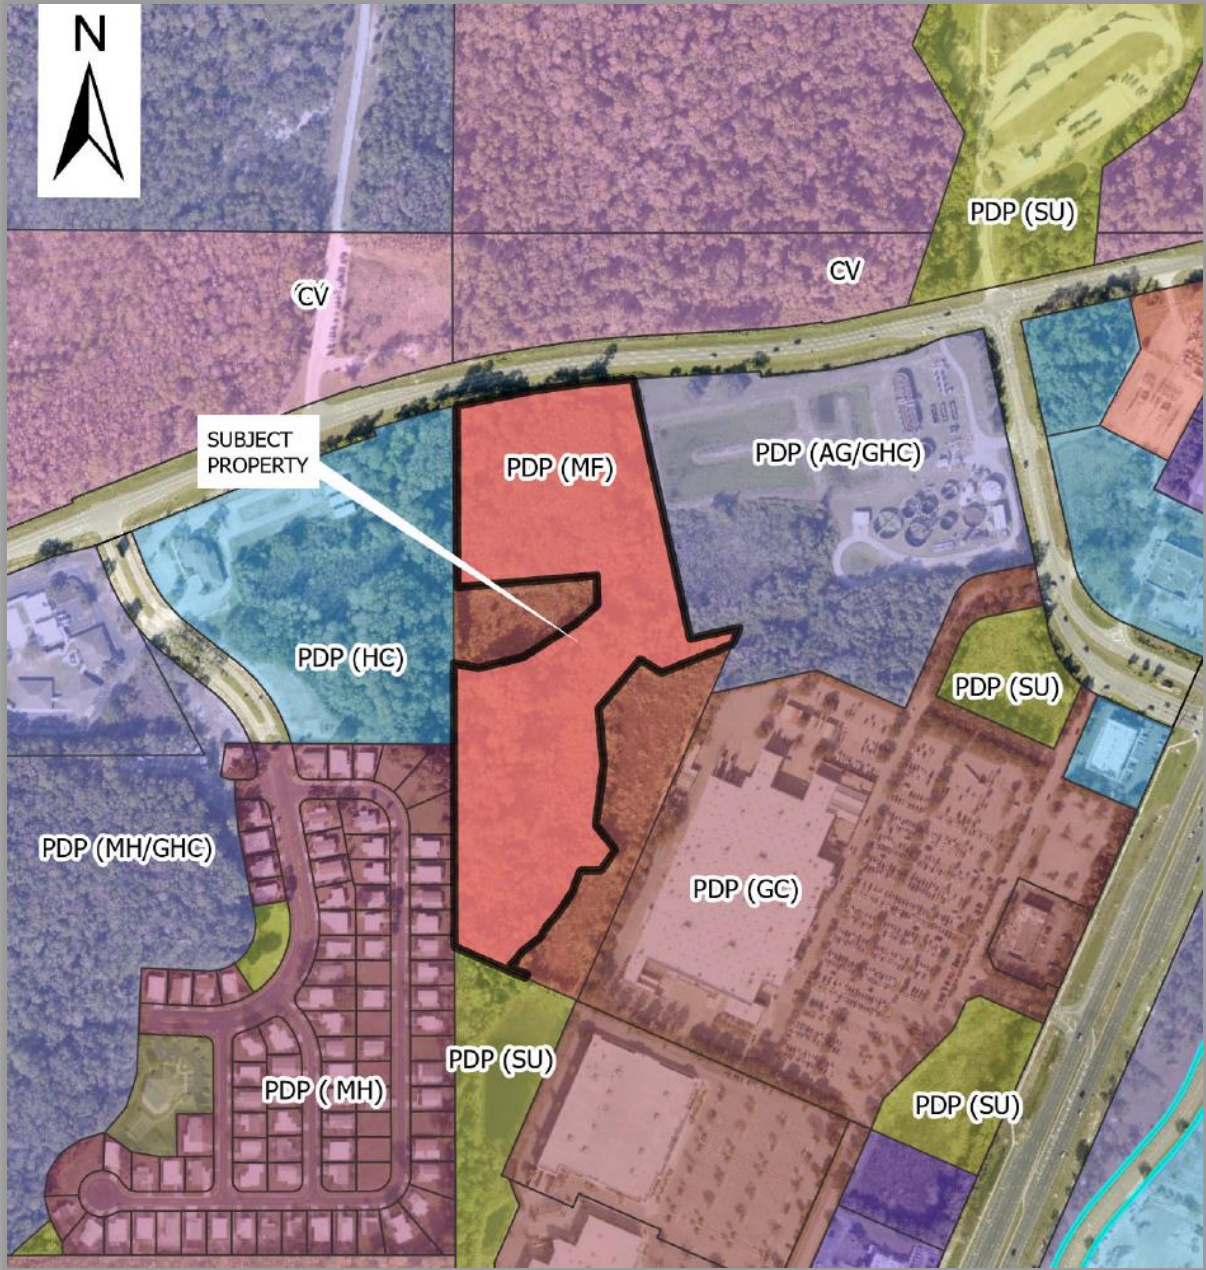 N
PDP (SU)
CV
CV
SUBJECT
PROPERTY
PDP (MF)
PDP (AG/GHC)
PDP (HC)
PDP (SU)
PDP (MH/GHC)
PDP (GC)
PDP (SU)
PDP ( MH)
PDP (SU)